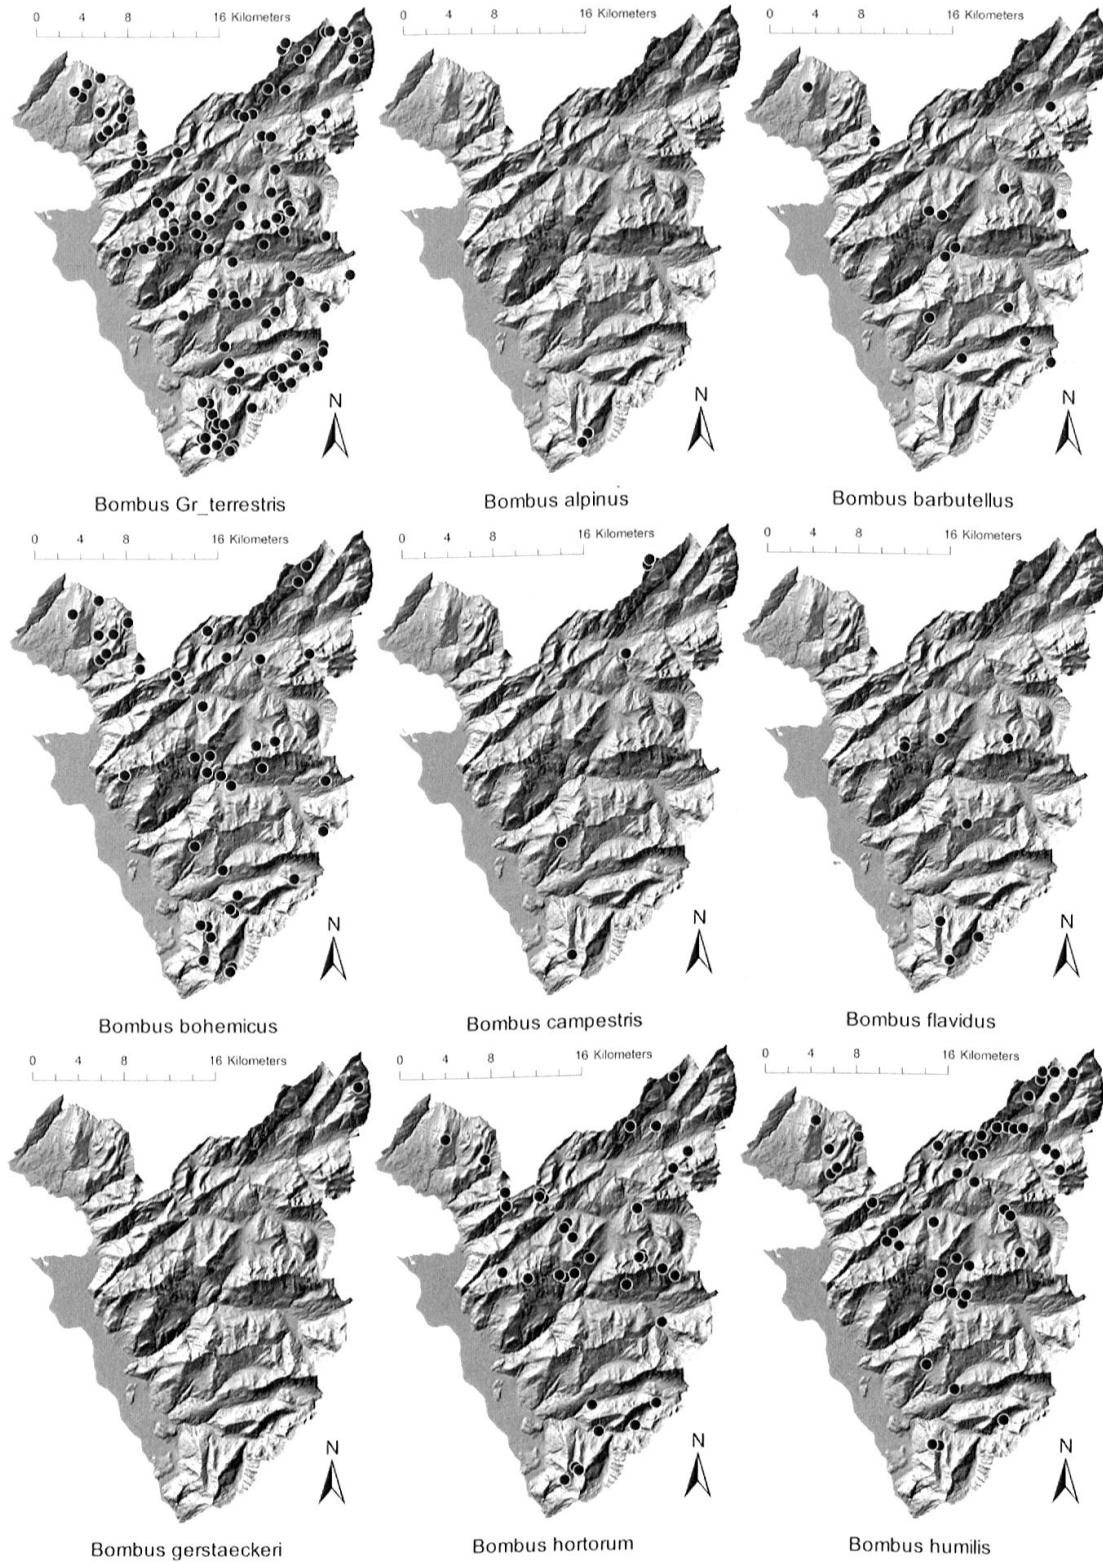 0 4 8 16 Kilometers
0 4 8 16 Kilometers
0 4 8 16 Kilometers
N
N
N
Bombus Gr_terrestris
Bombus alpinus
Bombus barbutellus
0 4 8 16 Kilometers
0 4 8 16 Kilometers
0 4 8 16 Kilometers
N
N
N
Bombus bohemicus
Bombus campestris
Bombus flavidus
0 4 8 16 Kilometers
0 4 8 16 Kilometers
0 4 8 16 Kilometers
N
N
N
Bombus gerstaeckeri
Bombus hortorum
Bombus humilis